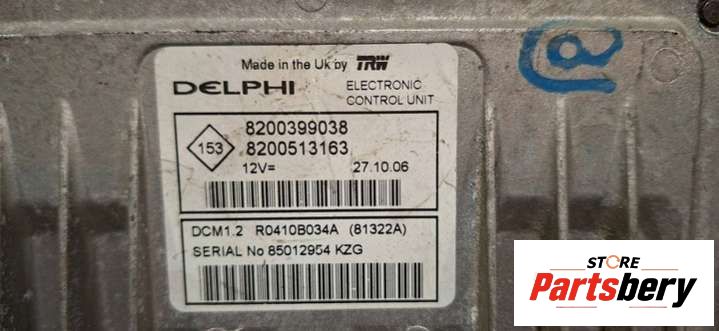 Made in the Uk by TRW
DELPHI ELECTRONIC
CONTROL UNIT
153
8200399038
8200513163
12V= 27.10.06
DCM1.2 R0410B034A (81322A)
SERIAL No 85012954 KZG
STORE
Partsbery